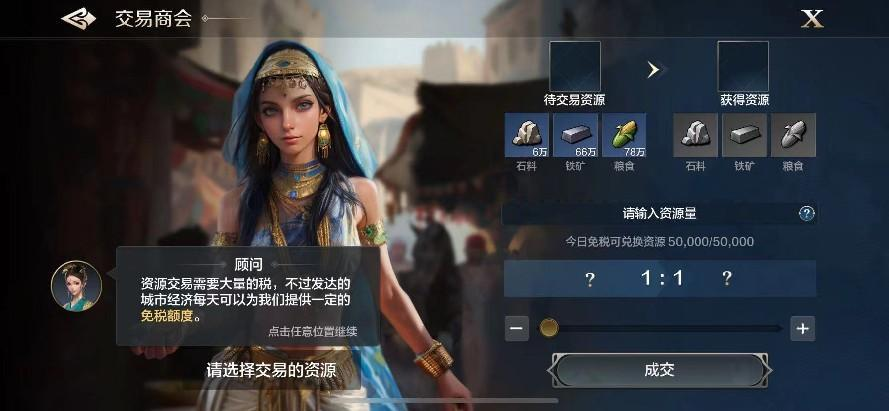 交易商会
X
待交易资源
获得资源
6万
66万
78万
石料
铁矿
粮食
石料
铁矿
粮食
请输入资源量
?
今日免税可兑换资源 50,000/50,000
? 1:1 ?
顾问
资源交易需要大量的税，不过发达的
城市经济每天可以为我们提供一定的
免税额度。
点击任意位置继续
请选择交易的资源
成交